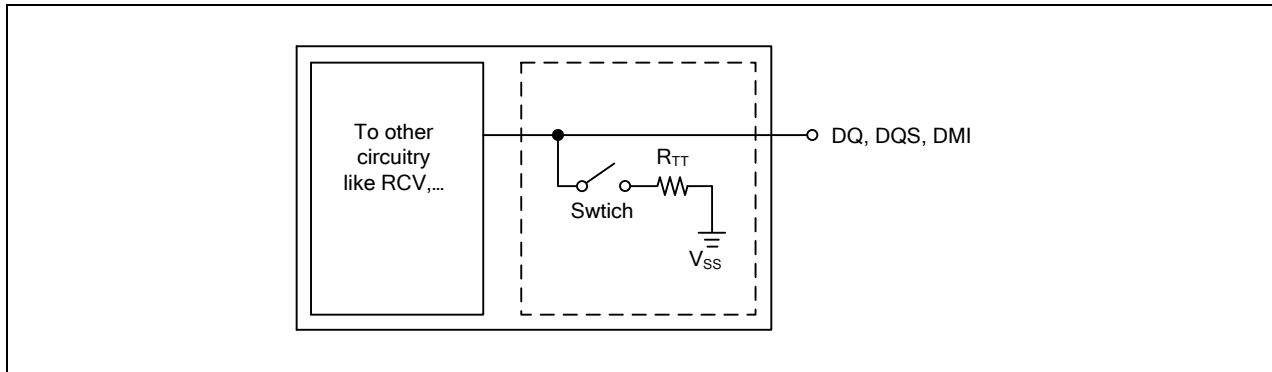 To other
circuitry
like RCV,…
DQ, DQS, DMI
RTT
Swtich
VSS